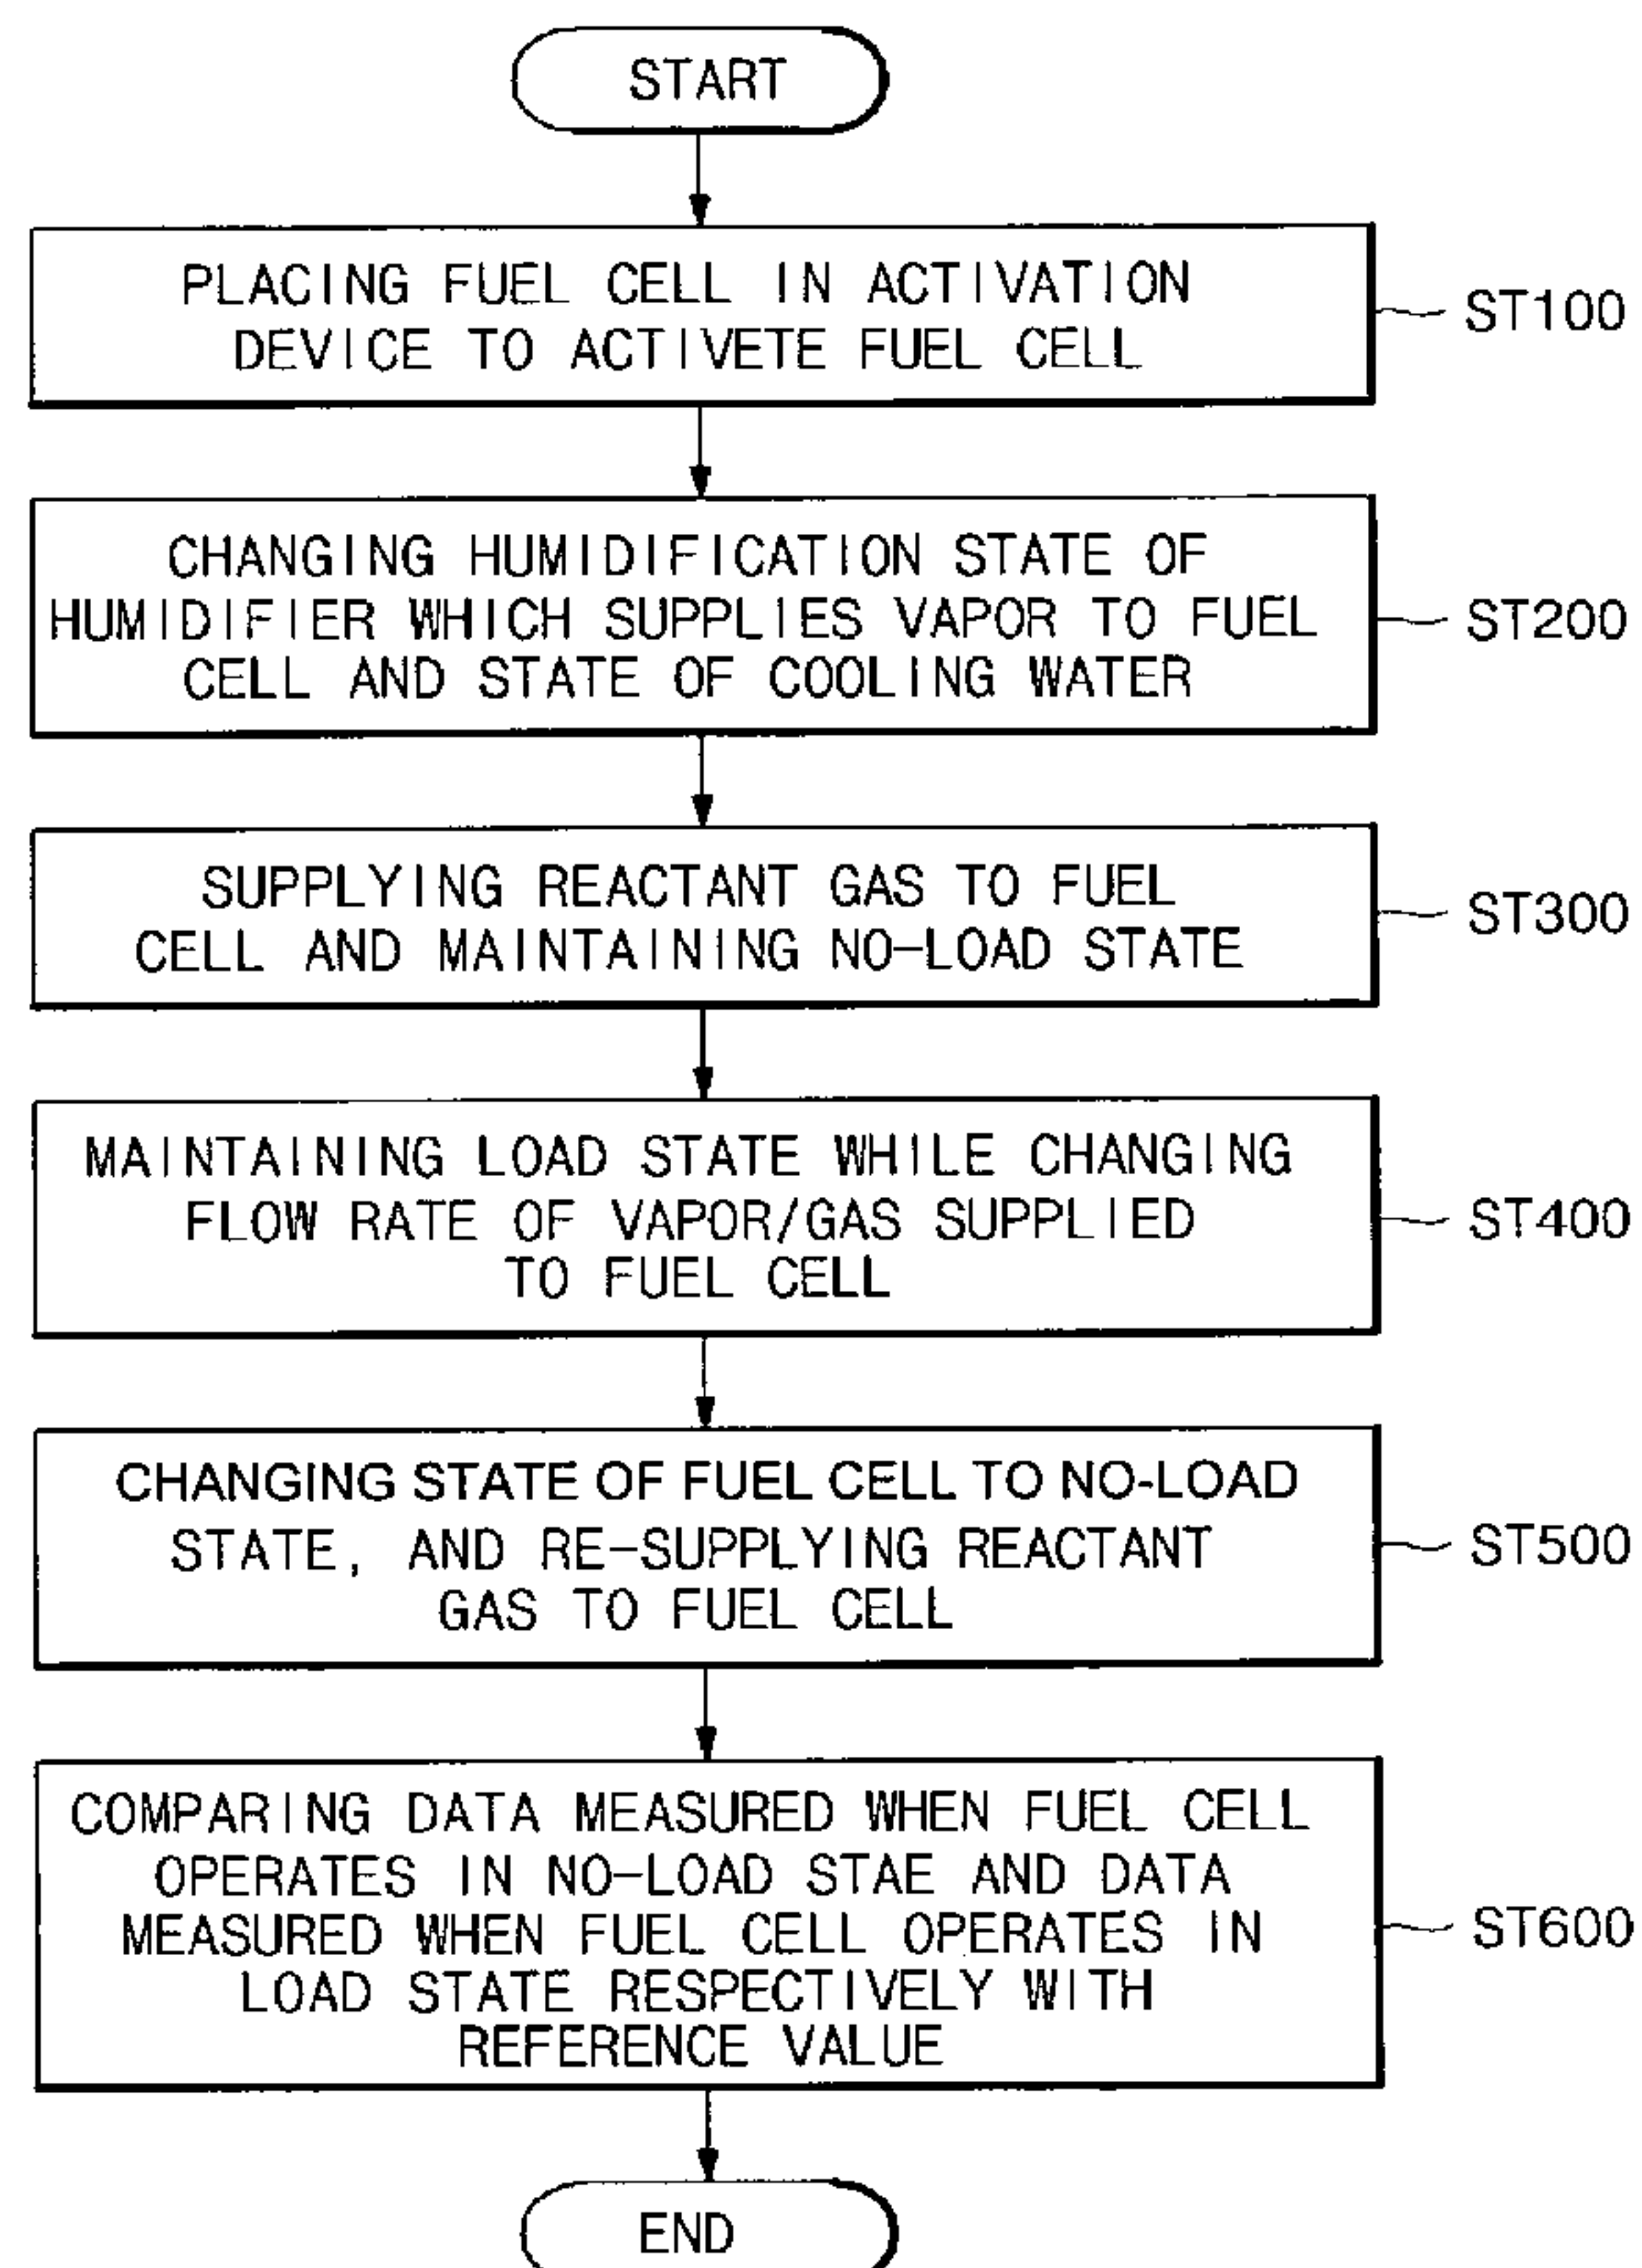 START
PLACING FUEL CELL IN ACTIVATION
DEVICE TO ACTIVETE FUEL CELL
ST100
CHANGING HUMIDIFICATION STATE OF
HUMIDIFIER WHICH SUPPLIES VAPOR TO FUEL
CELL AND STATE OF COOLING WATER
ST200
SUPPLYING REACTANT GAS TO FUEL
CELL AND MAINTAINING NO-LOAD STATE
ST300
MAINTAINING LOAD STATE WHILE CHANGING
FLOW RATE OF VAPOR/GAS SUPPLIED
TO FUEL CELL
ST400
CHANGING STATE OF FUEL CELL TO NO-LOAD
STATE, AND RE-SUPPLYING REACTANT
GAS TO FUEL CELL
ST500
COMPARING DATA MEASURED WHEN FUEL CELL
OPERATES IN NO-LOAD STAE AND DATA
MEASURED WHEN FUEL CELL OPERATES IN
LOAD STATE RESPECTIVELY WITH
REFERENCE VALUE
ST600
END